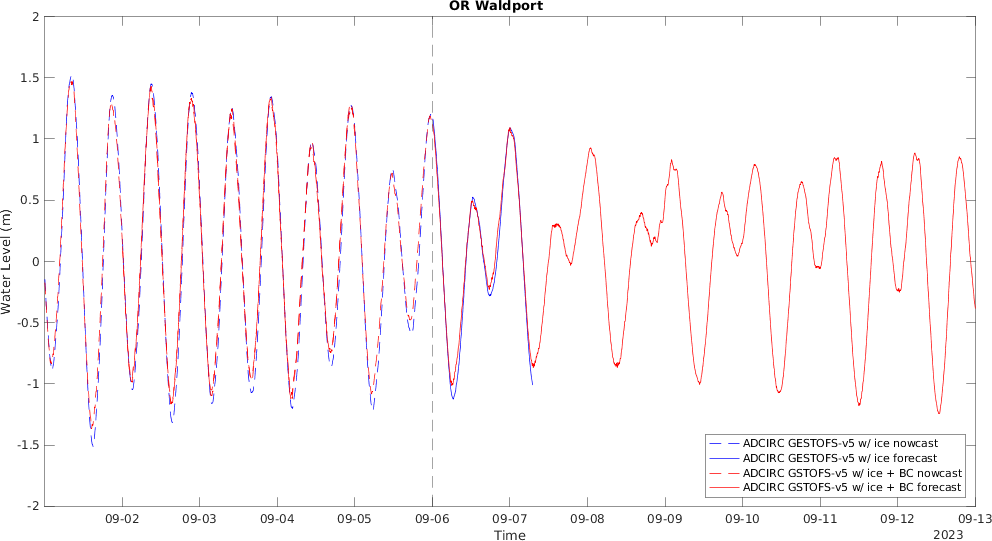 OR Waldport
2
1.5
1
0.5
0
-0.5
-1
-1.5
-2
Water Level (m)
ADCIRC GESTOFS-v5 w/ ice nowcast
ADCIRC GESTOFS-v5 w/ ice forecast
ADCIRC GSTOFS-v5 w/ ice + BC nowcast
ADCIRC GSTOFS-v5 w/ ice + BC forecast
09-02 09-03 09-04 09-05 09-06 09-07 09-08 09-09 09-10 09-11 09-12 09-13
Time
2023